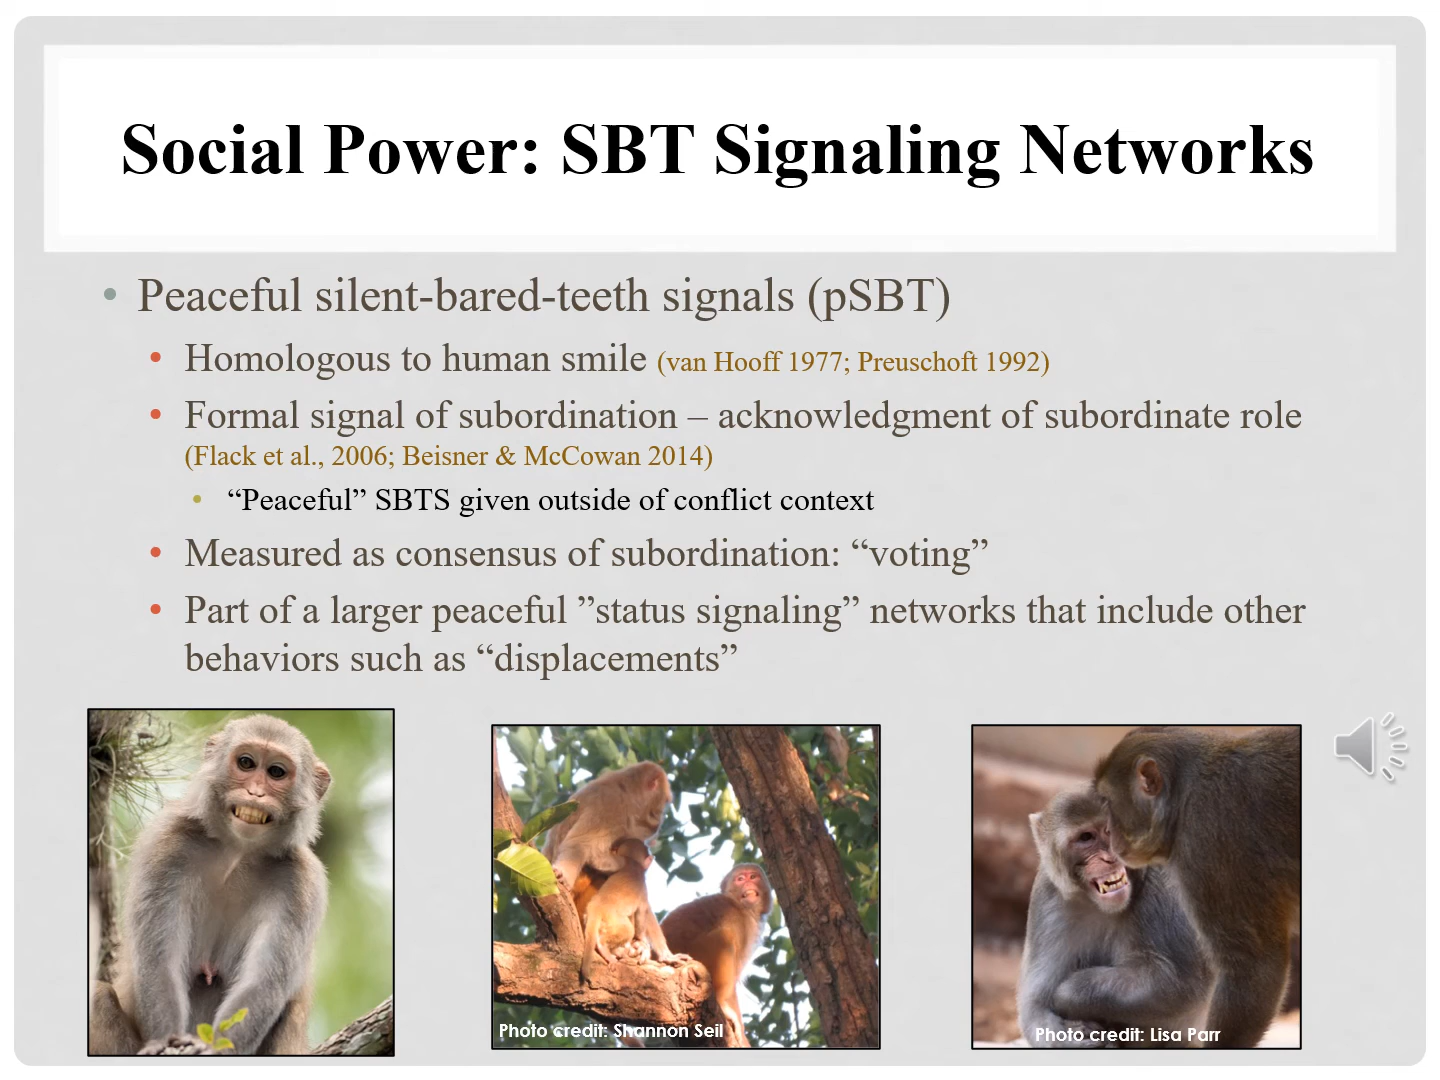 Social Power: SBT Signaling Networks
• Peaceful silent-bared-teeth signals (pSBT)
• Homologous to human smile (van Hooff 1977; Preuschoft 1992)
• Formal signal of subordination – acknowledgment of subordinate role
(Flack et al., 2006; Beisner & McCowan 2014)
• “Peaceful” SBTS given outside of conflict context
• Measured as consensus of subordination: “voting”
• Part of a larger peaceful ”status signaling” networks that include other
behaviors such as “displacements”
Photo credit: Shannon Seil
Photo credit: Lisa Parr